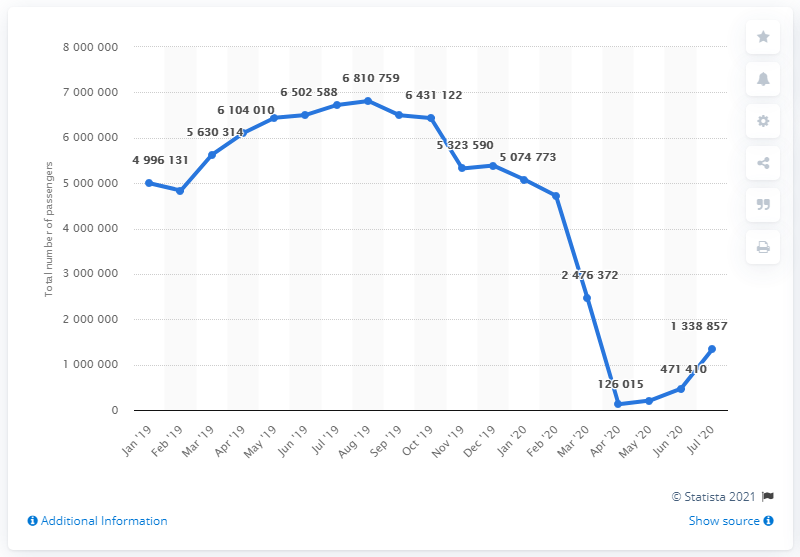 8 000 000
7 000 000
6 000 000
5 000 000
4 000 000
3 000 000
2 000 000
1 000 000
0
Total number of passengers
4 996 131
5 630 314
6 104 010
6 502 588
6 810 759
6 431 122
5 323 590
5 074 773
2 476 372
126 015
471 410
1 338 857
Jan '19
Feb '19
Mar '19
Apr '19
May '19
Jun '19
Jul '19
Aug '19
Sep '19
Oct '19
Nov '19
Dec '19
Jan '20
Feb '20
Mar '20
Apr '20
May '20
Jun '20
Jul '20
© Statista 2021
Additional Information
Show source